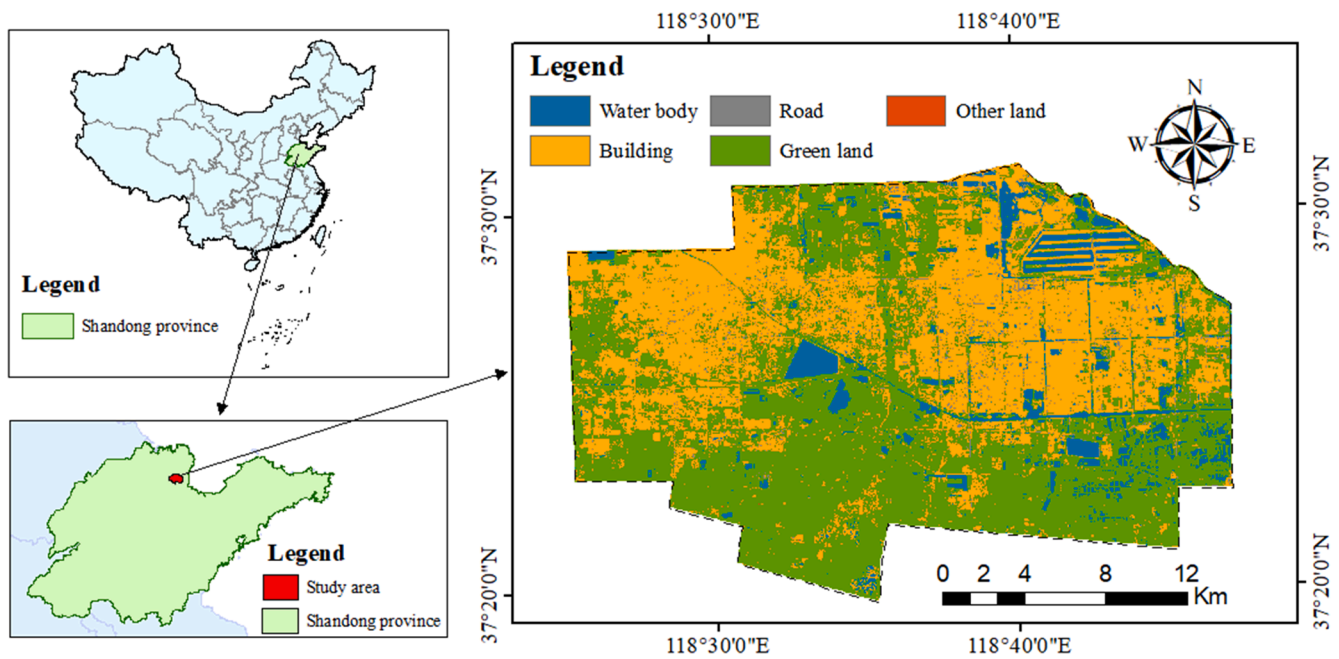 Legend
Shandong province
Legend
Study area
Shandong province
118°30'0"E 118°40'0"E
Legend
Water body Road Other land
Building Green land
N
W E
S
37°30'0"N 37°30'0"N
37°20'0"N 37°20'0"N
0 2 4 8 12
Km
118°30'0"E 118°40'0"E